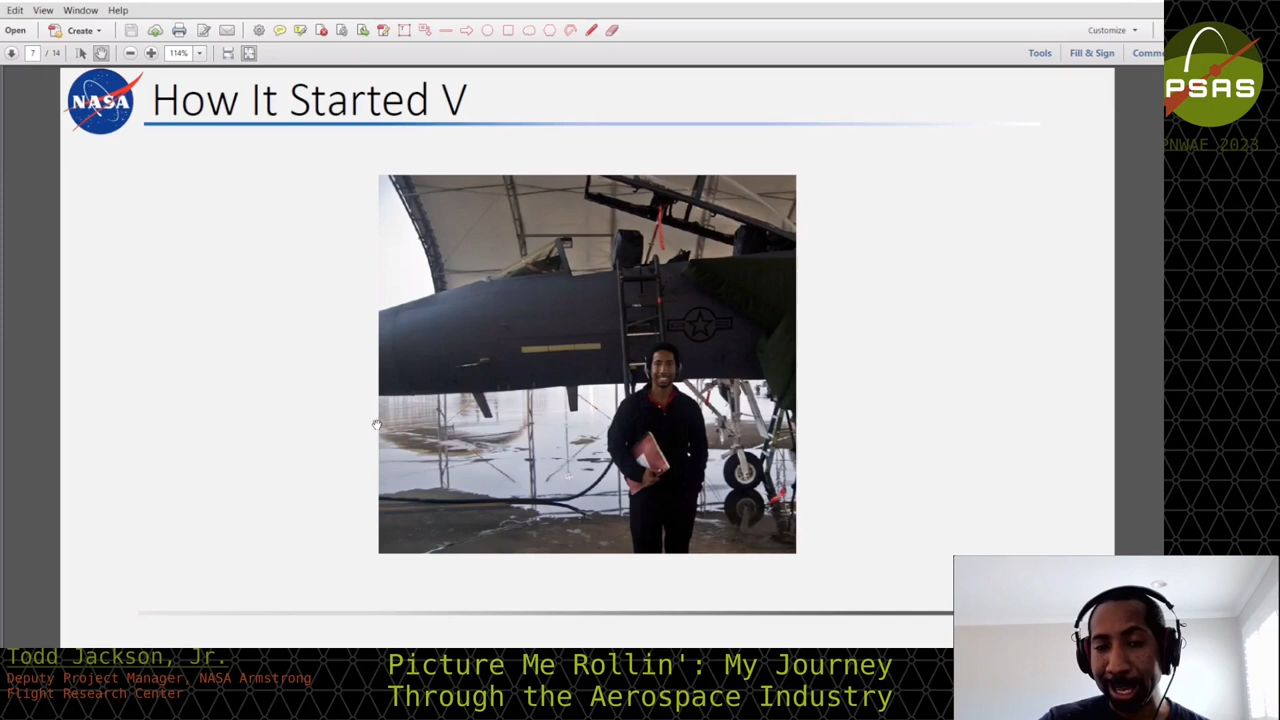 Edit View Window Help
Open Create Customize
7 / 14 114% Tools Fill & Sign
PSAS
PNWAF 2023
NASA
How It Started V
Todd Jackson, Jr.
Deputy Project Manager, NASA Armstrong
Flight Research Center
Picture Me Rollin': My Journey
Through the Aerospace Industry